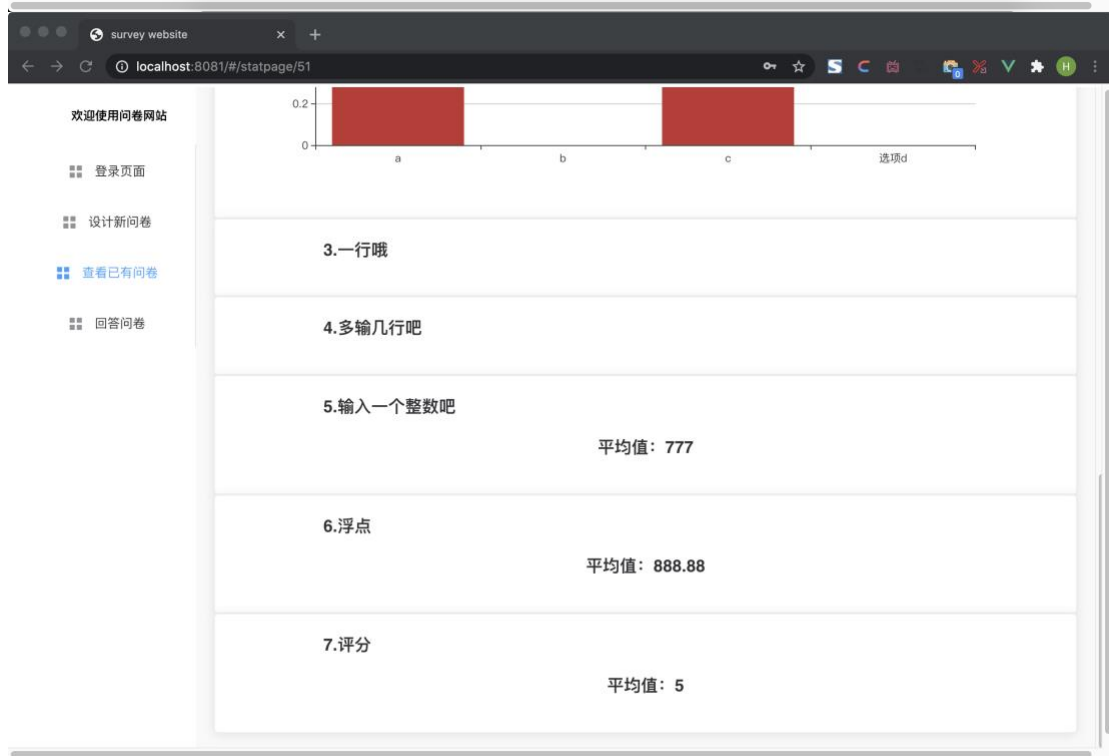 survey website
localhost:8081/#/statpage/51
H
0
欢迎使用问卷网站
登录页面
设计新问卷
查看已有问卷
回答问卷
0.2
0
a b c 选项d
3.一行哦
4.多输几行吧
5.输入一个整数吧
平均值：777
6.浮点
平均值：888.88
7.评分
平均值：5